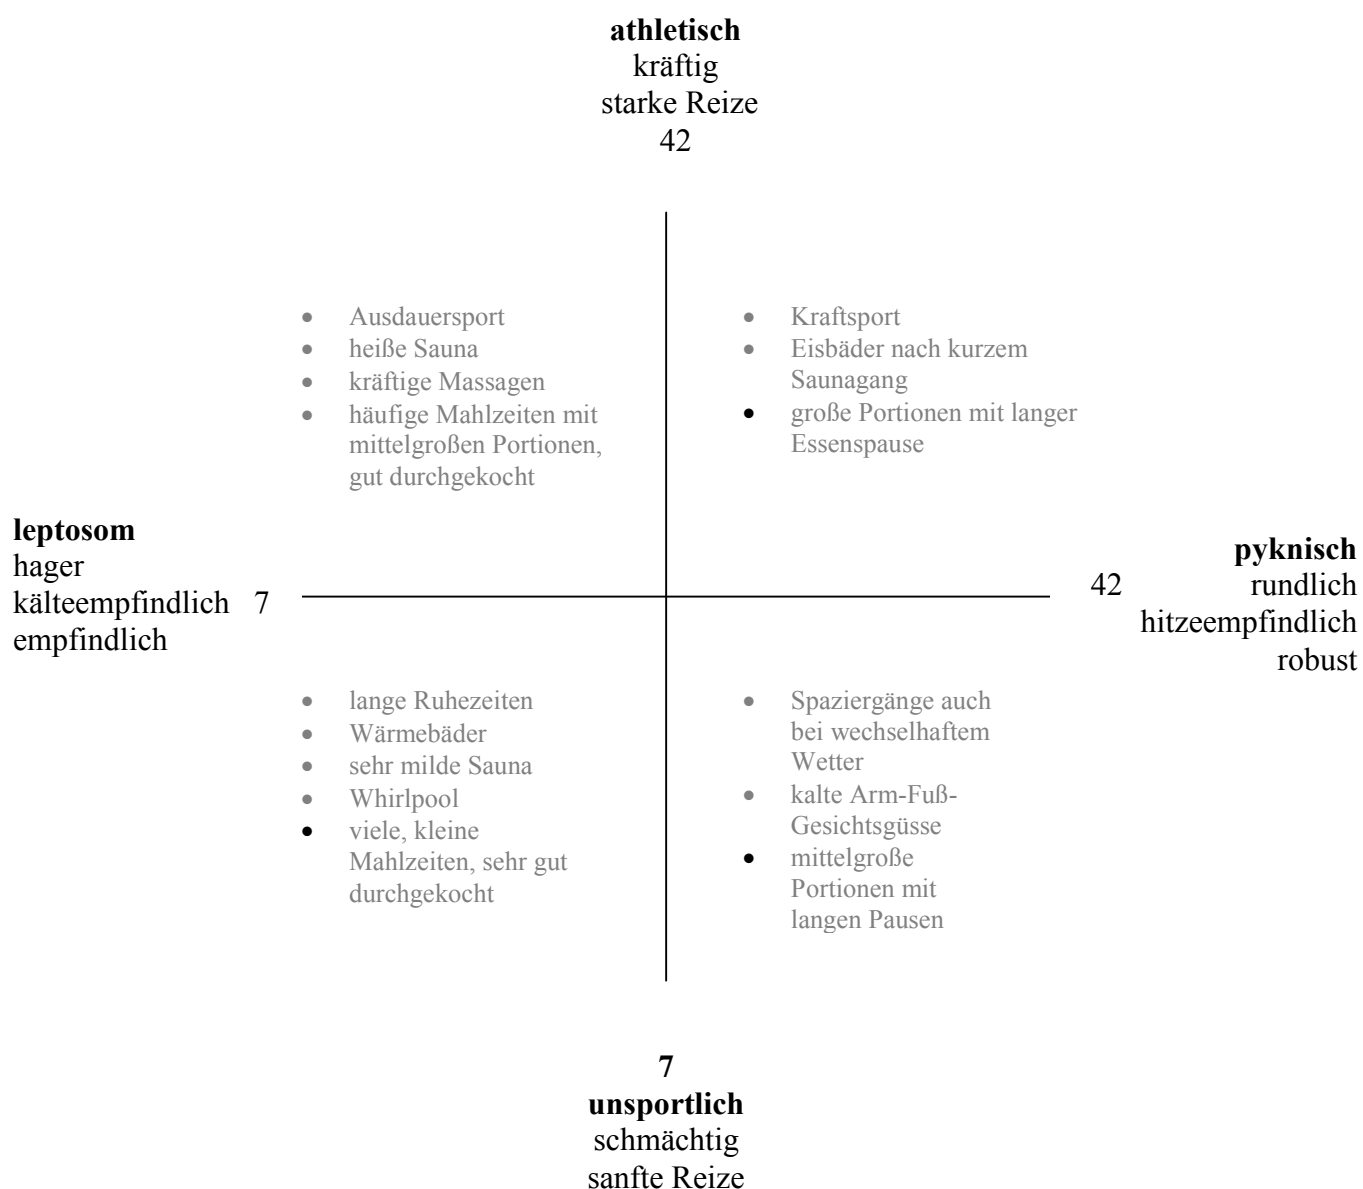 athletisch
kräftig
starke Reize
42
• Ausdauersport
• heiße Sauna
• kräftige Massagen
• häufige Mahlzeiten mit
mittelgroßen Portionen,
gut durchgekocht
• Kraftsport
• Eisbäder nach kurzem
Saunagang
• große Portionen mit langer
Essenspause
leptosom
hager
kälteempfindlich 7
empfindlich
42
pyknisch
rundlich
hitzeempfindlich
robust
• lange Ruhezeiten
• Wärmebäder
• sehr milde Sauna
• Whirlpool
• viele, kleine
Mahlzeiten, sehr gut
durchgekocht
• Spaziergänge auch
bei wechselhaftem
Wetter
• kalte Arm-Fuß-
Gesichtsgüsse
• mittelgroße
Portionen mit
langen Pausen
7
unsportlich
schmächtig
sanfte Reize